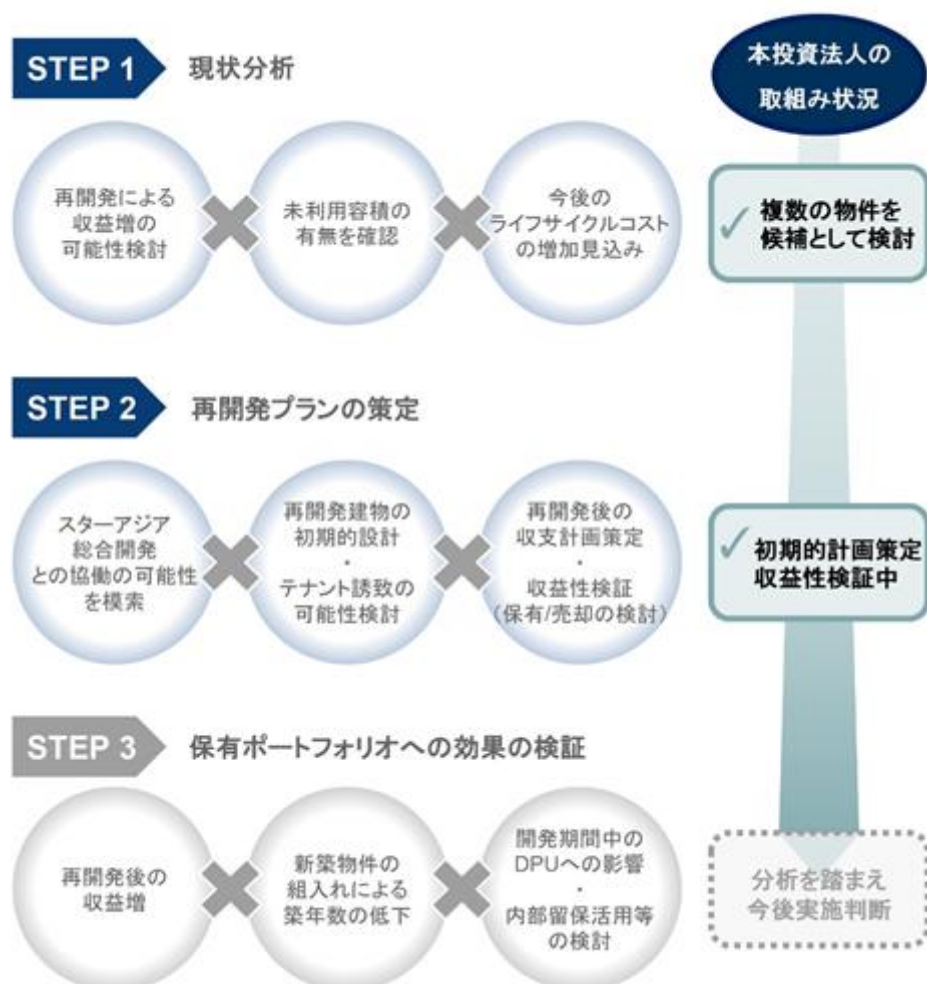 STEP 1
現状分析
本投資法人の
取組み状況
再開発による
収益増の
可能性検討
未利用容積の
有無を確認
今後の
ライフサイクルコスト
の増加見込み
複数の物件を
候補として検討
STEP 2
再開発プランの策定
スターアジア
総合開発
との協働の可能性
を模索
再開発建物の
初期的設計
・
テナント誘致の
可能性検討
再開発後の
収支計画策定
・
収益性検証
（保有/売却の検討）
初期的計画策定
収益性検証中
STEP 3
保有ポートフォリオへの効果の検証
再開発後の
収益増
新築物件の
組入れによる
築年数の低下
開発期間中の
DPUへの影響
・
内部留保活用等
の検討
分析を踏まえ
今後実施判断